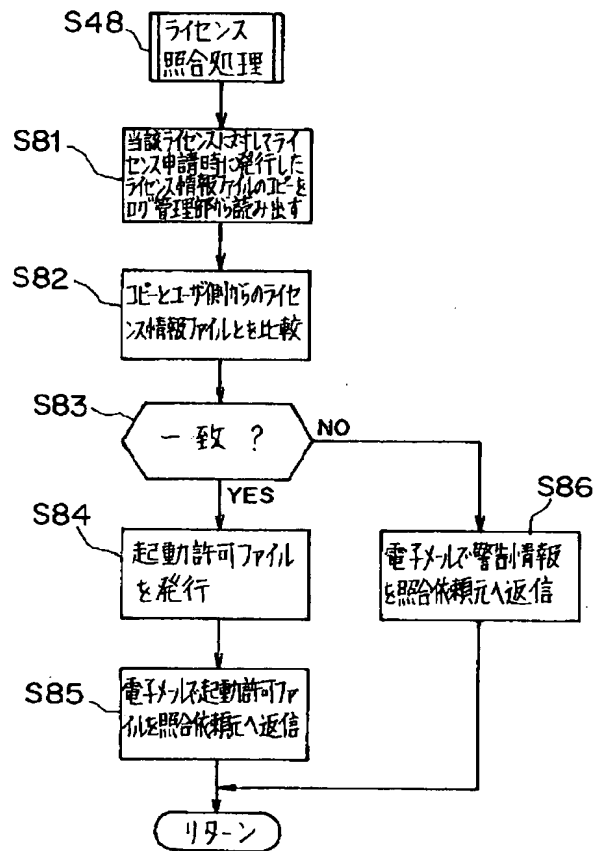 S48
ライセンス
照合処理
S81
当該ライセンスに対してライ
センス申請時に発行した
ライセンス情報ファイルのコピーを
ログ管理部から読み出す
S82
コピーとユーザ側からのライセ
ンス情報ファイルとを比較
S83
一致?
NO
YES
S84
起動許可ファイル
を発行
S86
電子メールで警告情報
を照合依頼元へ返信
S85
電子メールで起動許可ファ
イルを照合依頼元へ返信
リターン